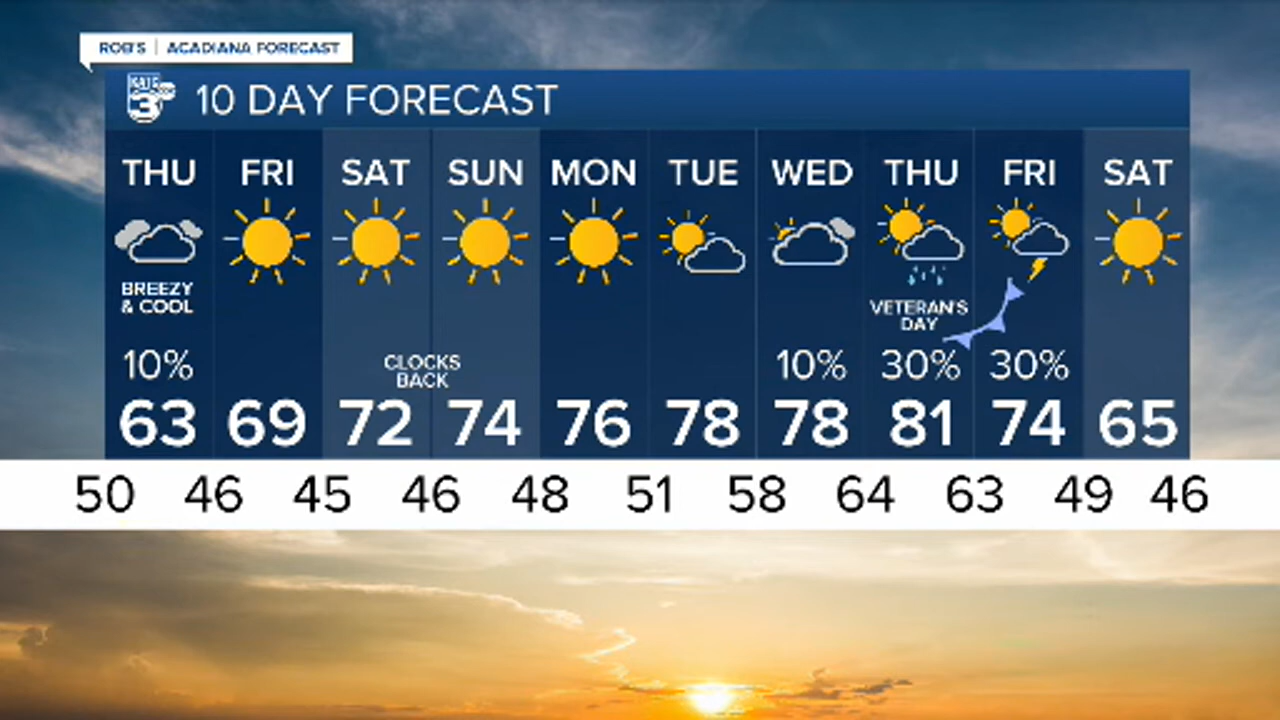 ROB'S | ACADIANA FORECAST
KATC
3
10 DAY FORECAST
THU FRI SAT SUN MON TUE WED THU FRI SAT
BREEZY
& COOL
VETERAN'S
DAY
CLOCKS
BACK
10% 10% 30% 30%
63 69 72 74 76 78 78 81 74 65
50 46 45 46 48 51 58 64 63 49 46